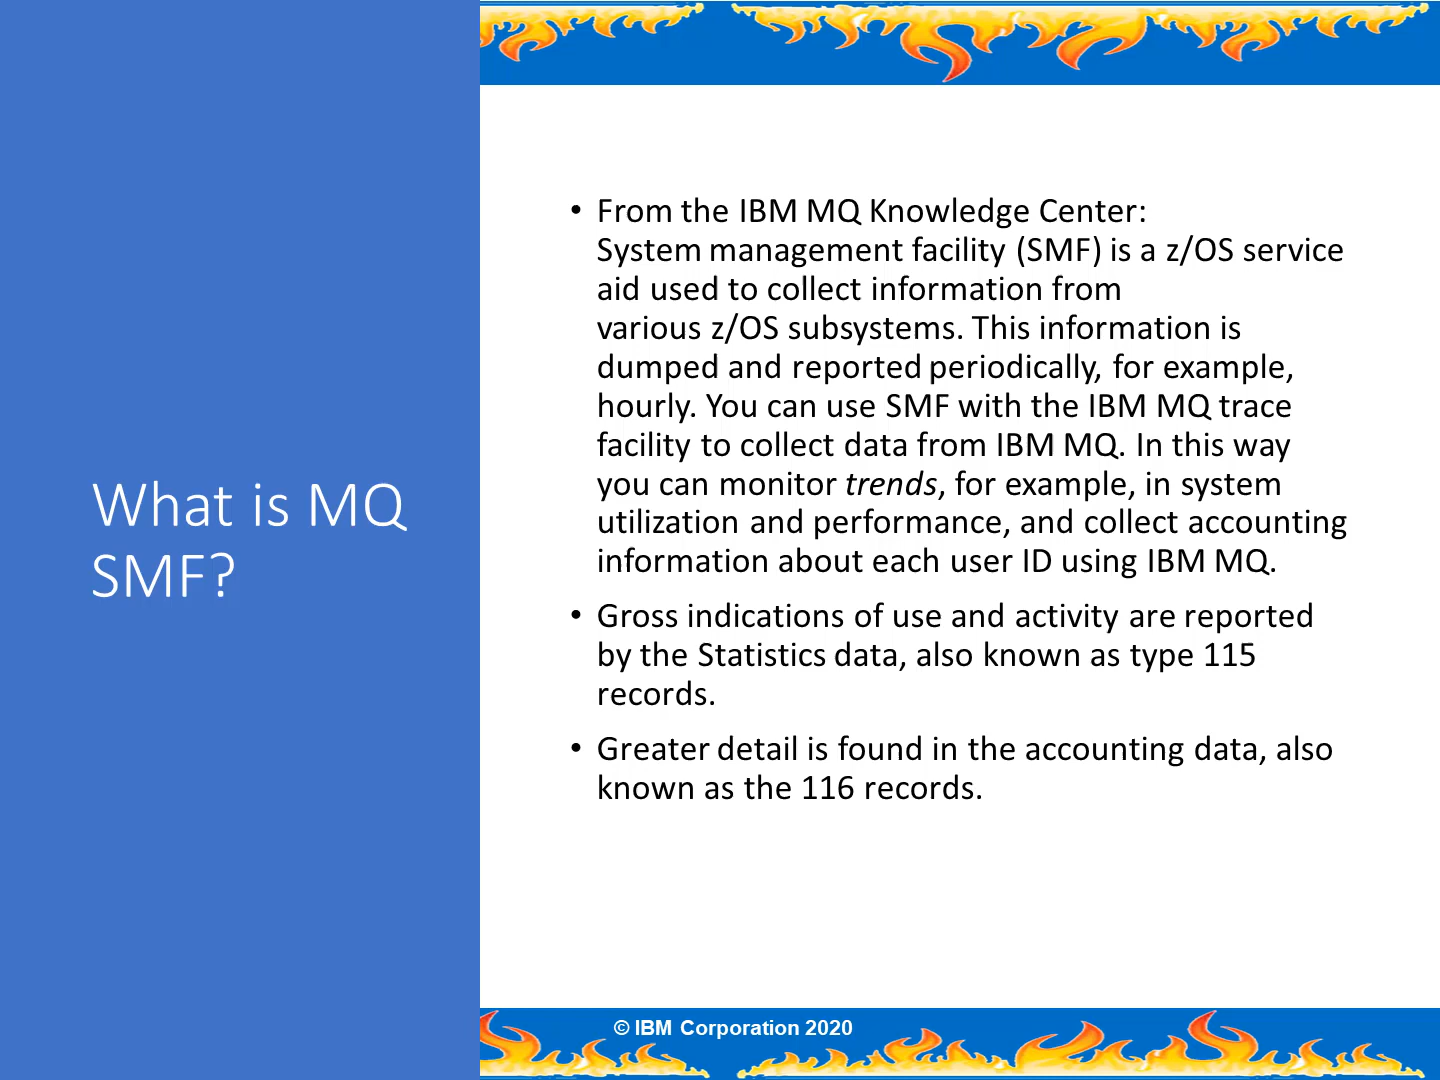 What is MQ
SMF?
• From the IBM MQ Knowledge Center:
System management facility (SMF) is a z/OS service
aid used to collect information from
various z/OS subsystems. This information is
dumped and reported periodically, for example,
hourly. You can use SMF with the IBM MQ trace
facility to collect data from IBM MQ. In this way
you can monitor trends, for example, in system
utilization and performance, and collect accounting
information about each user ID using IBM MQ.
• Gross indications of use and activity are reported
by the Statistics data, also known as type 115
records.
• Greater detail is found in the accounting data, also
known as the 116 records.
© IBM Corporation 2020